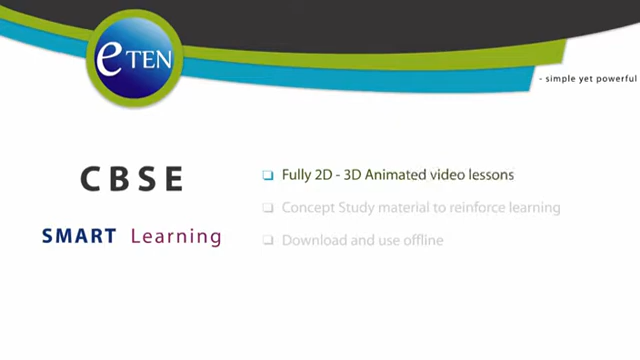 eTEN
- simple yet powerful
CBSE
SMART Learning
❑ Fully 2D - 3D Animated video lessons
❑ Concept Study material to reinforce learning
❑ Download and use offline